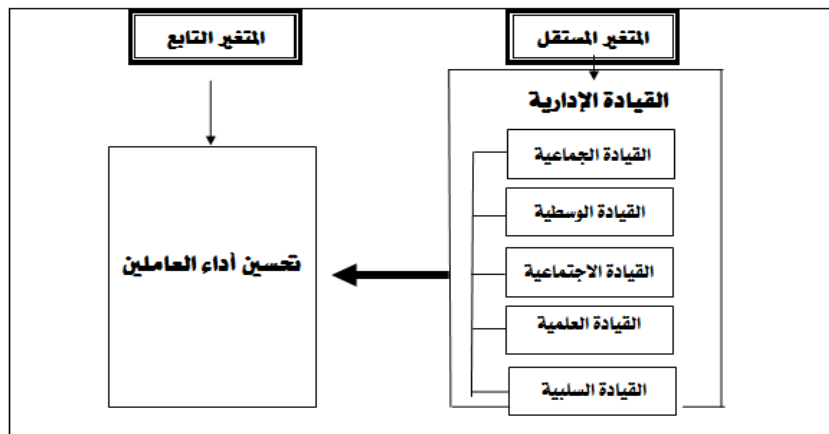 المتغير المستقل
المتغير التابع
القيادة الإدارية
القيادة الجماعية
القيادة الوسطية
القيادة الاجتماعية
القيادة العلمية
القيادة السلبية
تحسين أداء العاملين